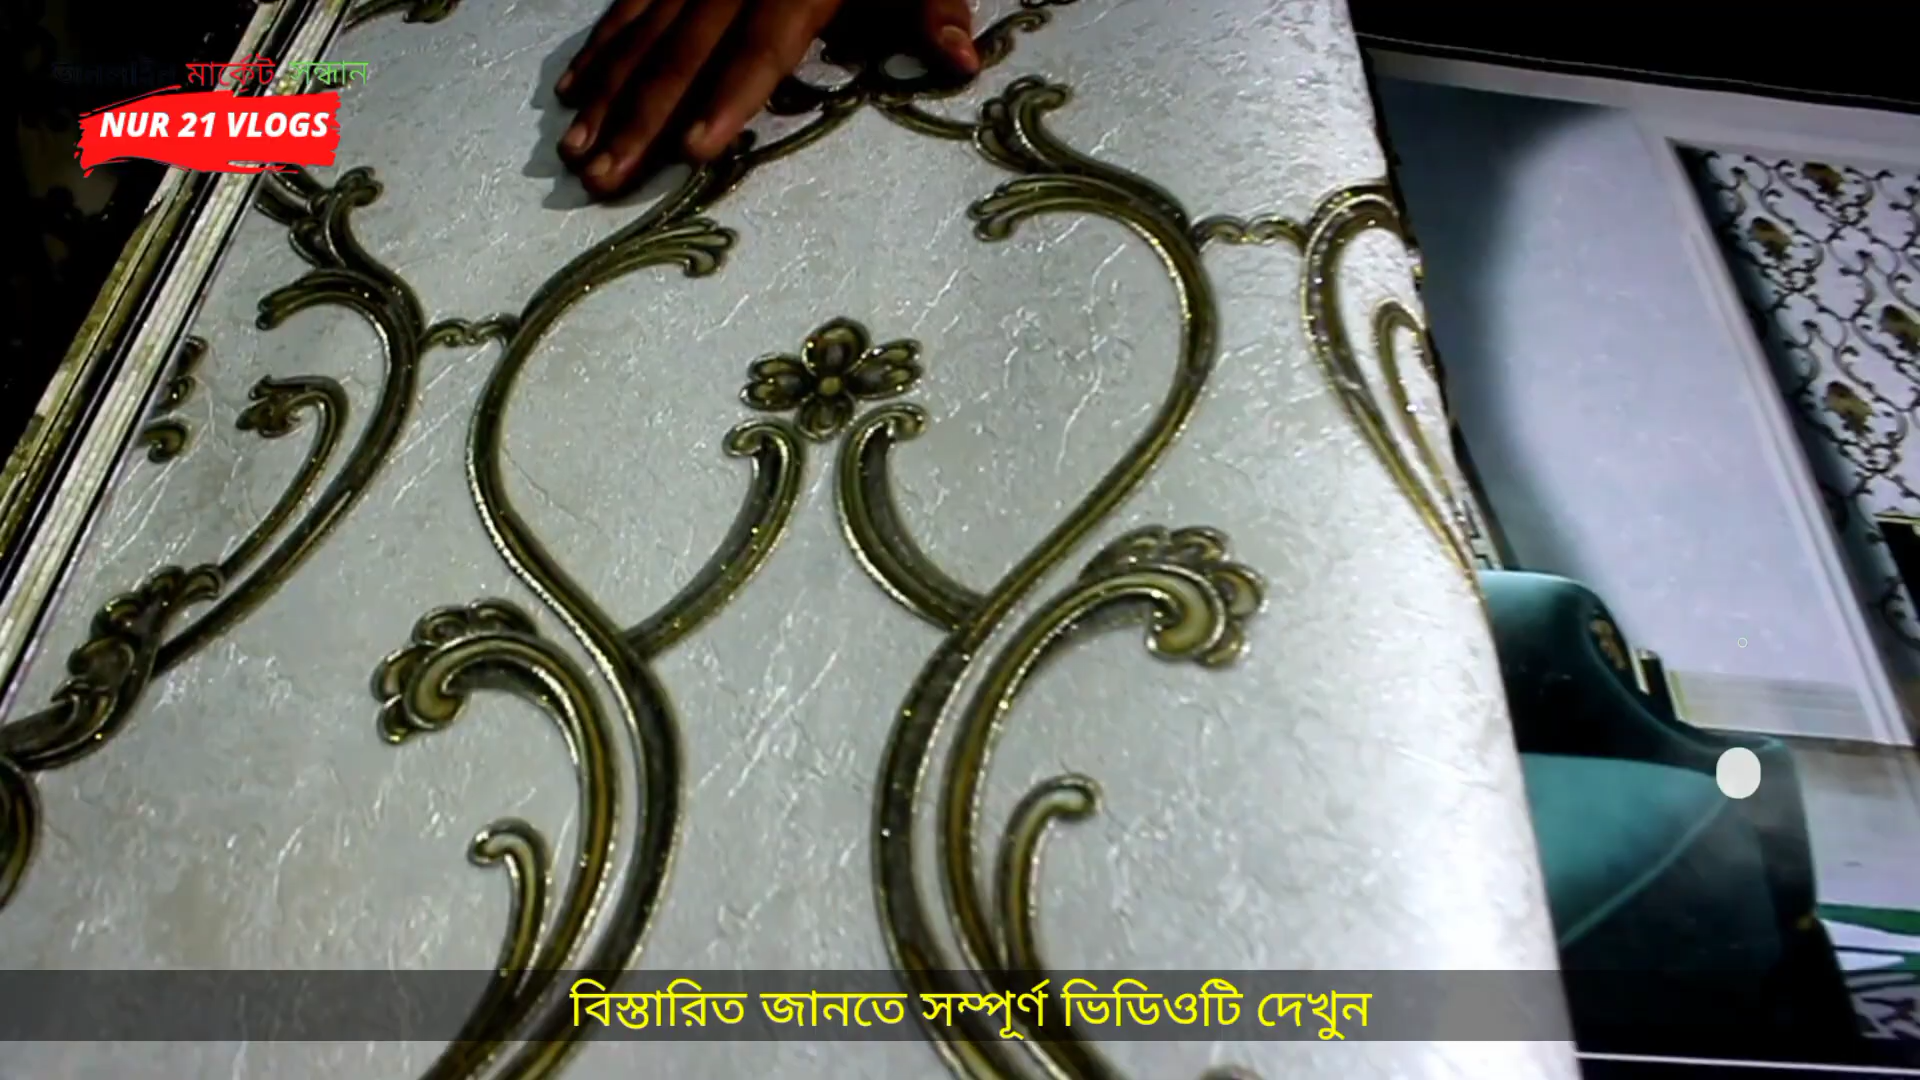 মার্কেট সন্ধান
NUR 21 VLOGS
বিস্তারিত জানতে সম্পূর্ণ ভিডিওটি দেখুন